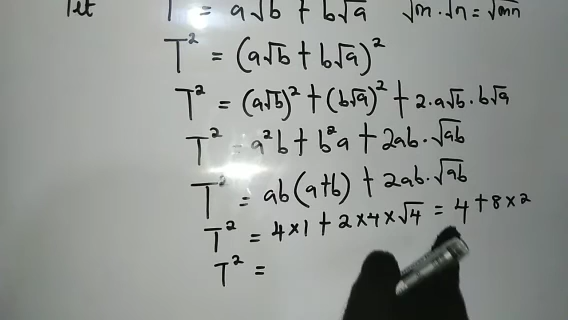 Let T = a√b + b√a √m · √n = √mn
T² = (a√b + b√a)²
T² = (a√b)² + (b√a)² + 2·a√b · b√a
T² = a²b + b²a + 2ab · √ab
T² = ab(a+b) + 2ab · √ab
T² = 4×1 + 2×4×√4 = 4 + 8×2
T² =